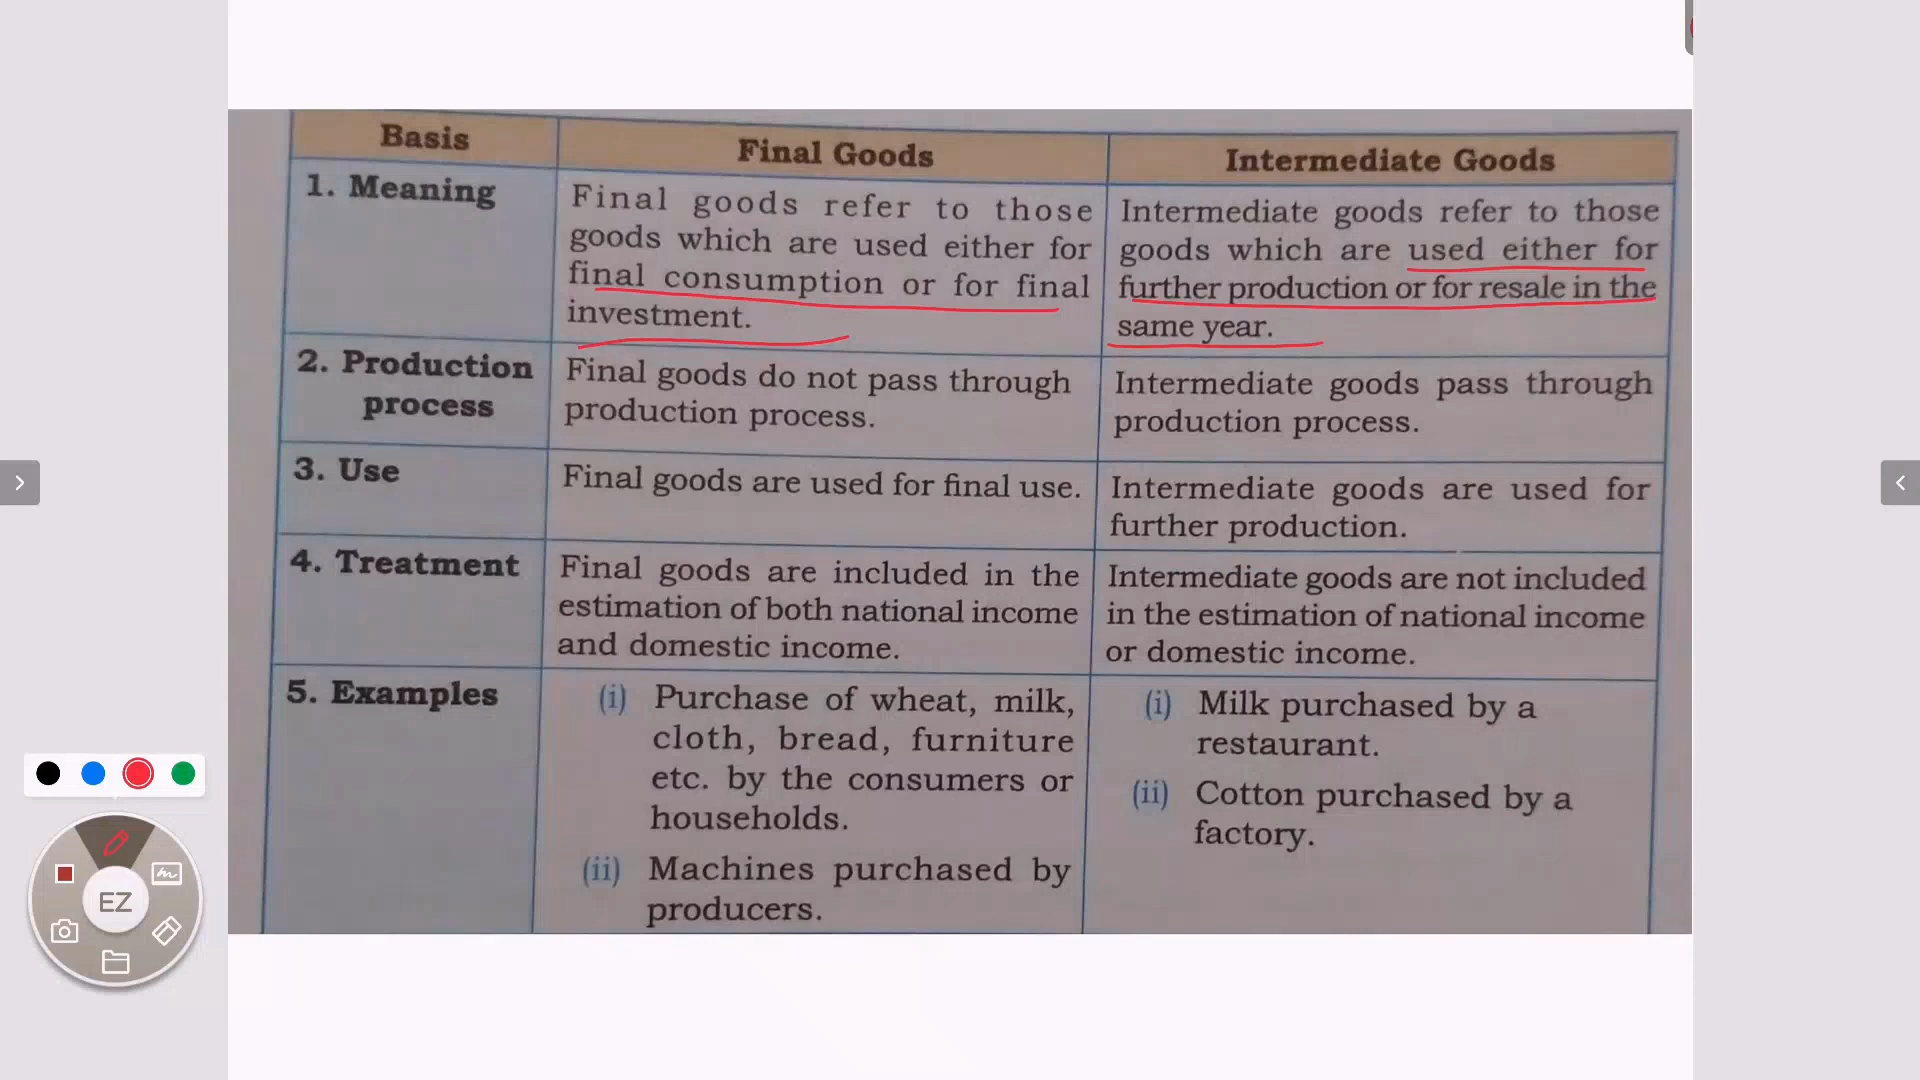 Basis
Final Goods
Intermediate Goods
1. Meaning
Final goods refer to those
goods which are used either for
final consumption or for final
investment.
Intermediate goods refer to those
goods which are used either for
further production or for resale in the
same year.
2. Production
process
Final goods do not pass through
production process.
Intermediate goods pass through
production process.
3. Use
Final goods are used for final use.
Intermediate goods are used for
further production.
4. Treatment
Final goods are included in the
estimation of both national income
and domestic income.
Intermediate goods are not included
in the estimation of national income
or domestic income.
5. Examples
(i) Purchase of wheat, milk,
cloth, bread, furniture
etc. by the consumers or
households.
(ii) Machines purchased by
producers.
(i) Milk purchased by a
restaurant.
(ii) Cotton purchased by a
factory.
EZ